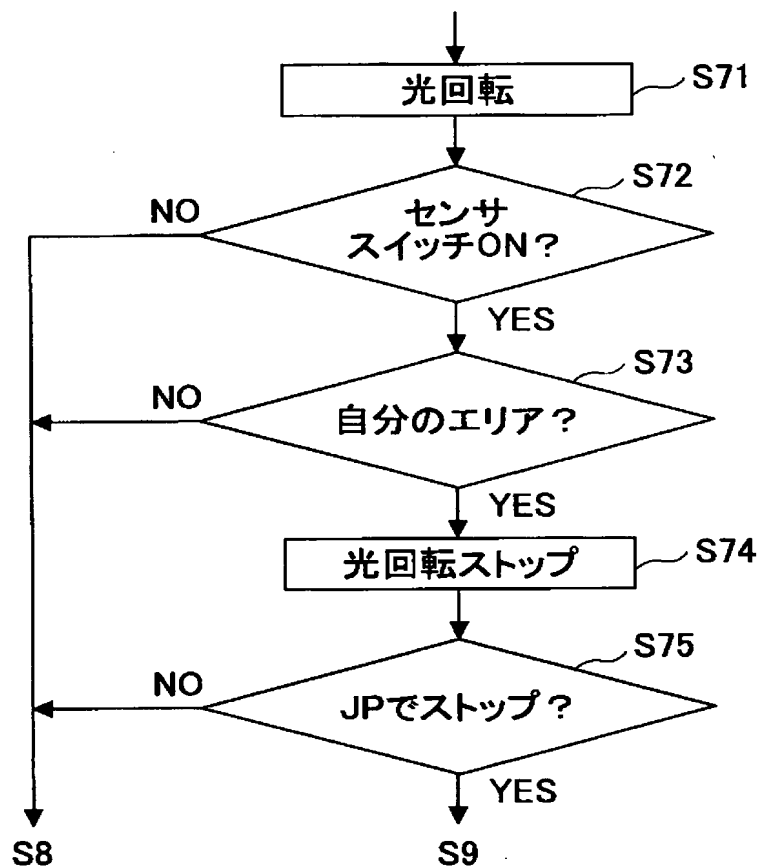 光回転
S71
センサ
スイッチON?
S72
NO
YES
自分のエリア?
S73
NO
YES
光回転ストップ
S74
JPでストップ?
S75
NO
YES
S8
S9